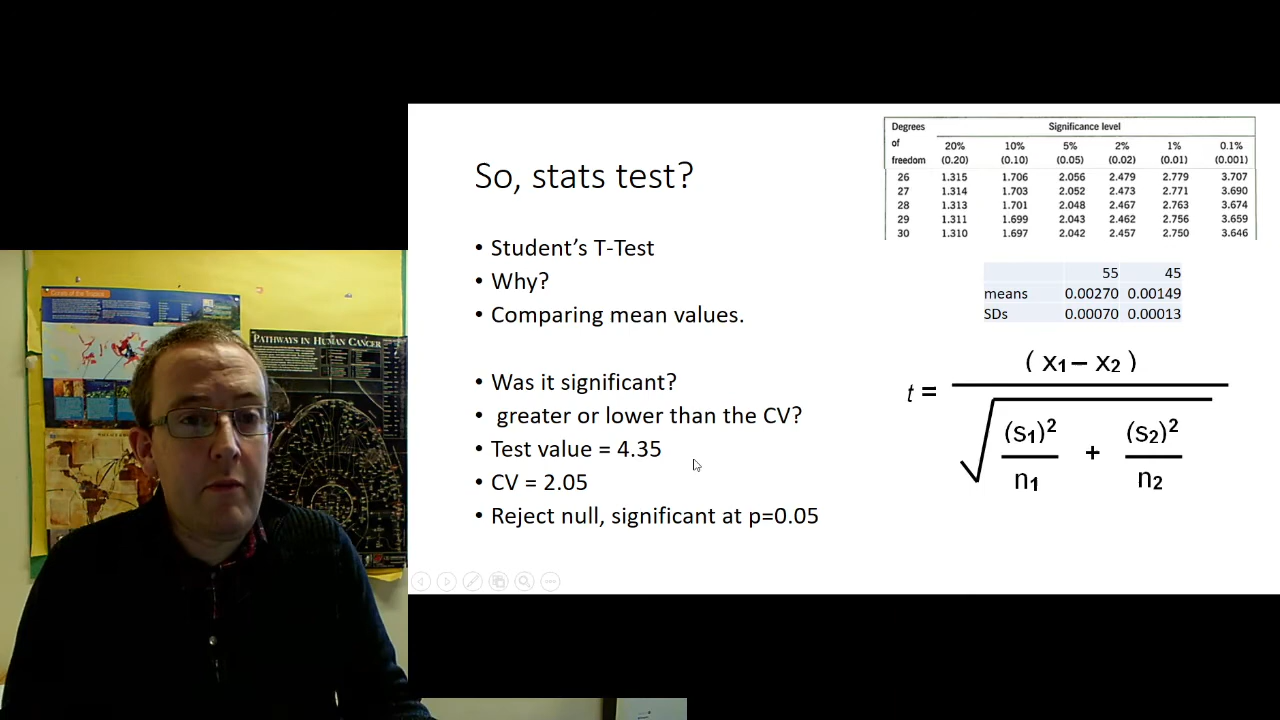 So, stats test?
• Student's T-Test
• Why?
• Comparing mean values.
• Was it significant?
• greater or lower than the CV?
• Test value = 4.35
• CV = 2.05
• Reject null, significant at p=0.05
Degrees of freedom Significance level
20% 10% 5% 2% 1% 0.1%
(0.20) (0.10) (0.05) (0.02) (0.01) (0.001)
26 1.315 1.706 2.056 2.479 2.779 3.707
27 1.314 1.703 2.052 2.473 2.771 3.690
28 1.313 1.701 2.048 2.467 2.763 3.674
29 1.311 1.699 2.043 2.462 2.756 3.659
30 1.310 1.697 2.042 2.457 2.750 3.646
55 45
means 0.00270 0.00149
SDs 0.00070 0.00013
( x1 – x2 )
t =
(s1)² + (s2)²
n1 n2
PATHWAYS IN HUMAN CANCER